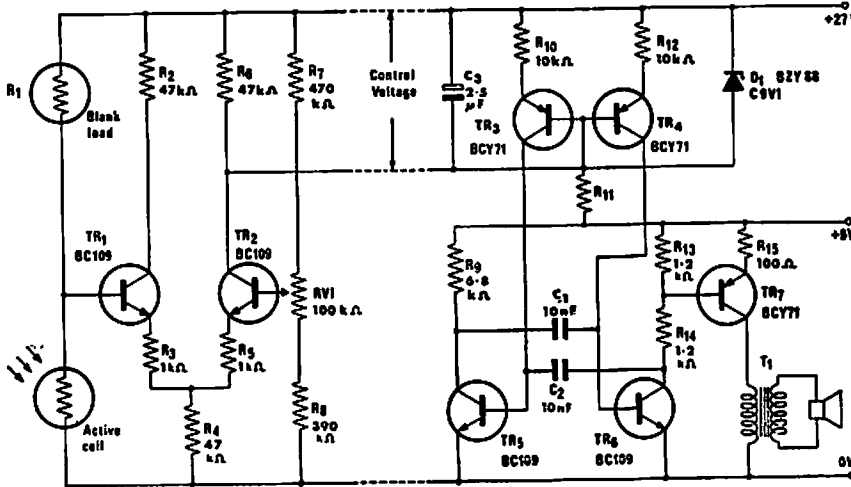 +27V
R1
Blank
load
R2
47kΩ
R6
47kΩ
R7
470
kΩ
Control
Voltage
C3
2·5
μF
R10
10kΩ
R12
10kΩ
D1 BZY88
C9V1
TR3
BCY71
TR4
BCY71
R11
+8V
TR1
BC109
TR2
BC109
RV1
100kΩ
R9
6·8
kΩ
R13
1·2
kΩ
R15
100Ω
TR7
BCY71
C1
10nF
R14
1·2
kΩ
C2
10nF
T1
R3
1kΩ
R5
1kΩ
R4
47
kΩ
R8
390
kΩ
Active
cell
TR5
BC109
TR6
BC109
0V